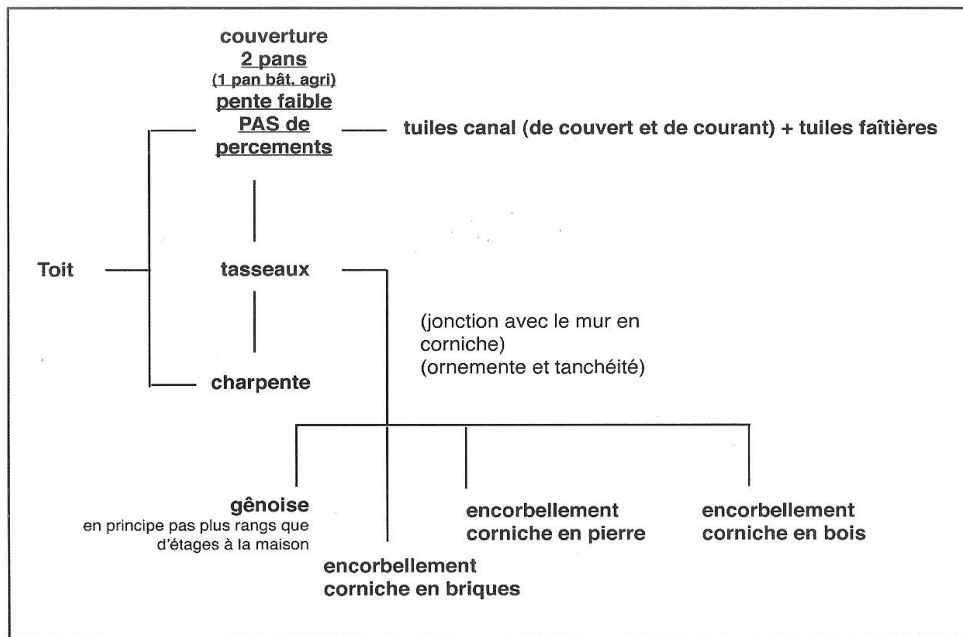 couverture
2 pans
(1 pan bât. agri)
pente faible
PAS de
percements
tuiles canal (de couvert et de courant) + tuiles faîtières
Toit
tasseaux
(jonction avec le mur en
corniche)
(ornemente et tanchéité)
charpente
gênoise
en principe pas plus rangs que
d'étages à la maison
encorbellement
corniche en briques
encorbellement
corniche en pierre
encorbellement
corniche en bois